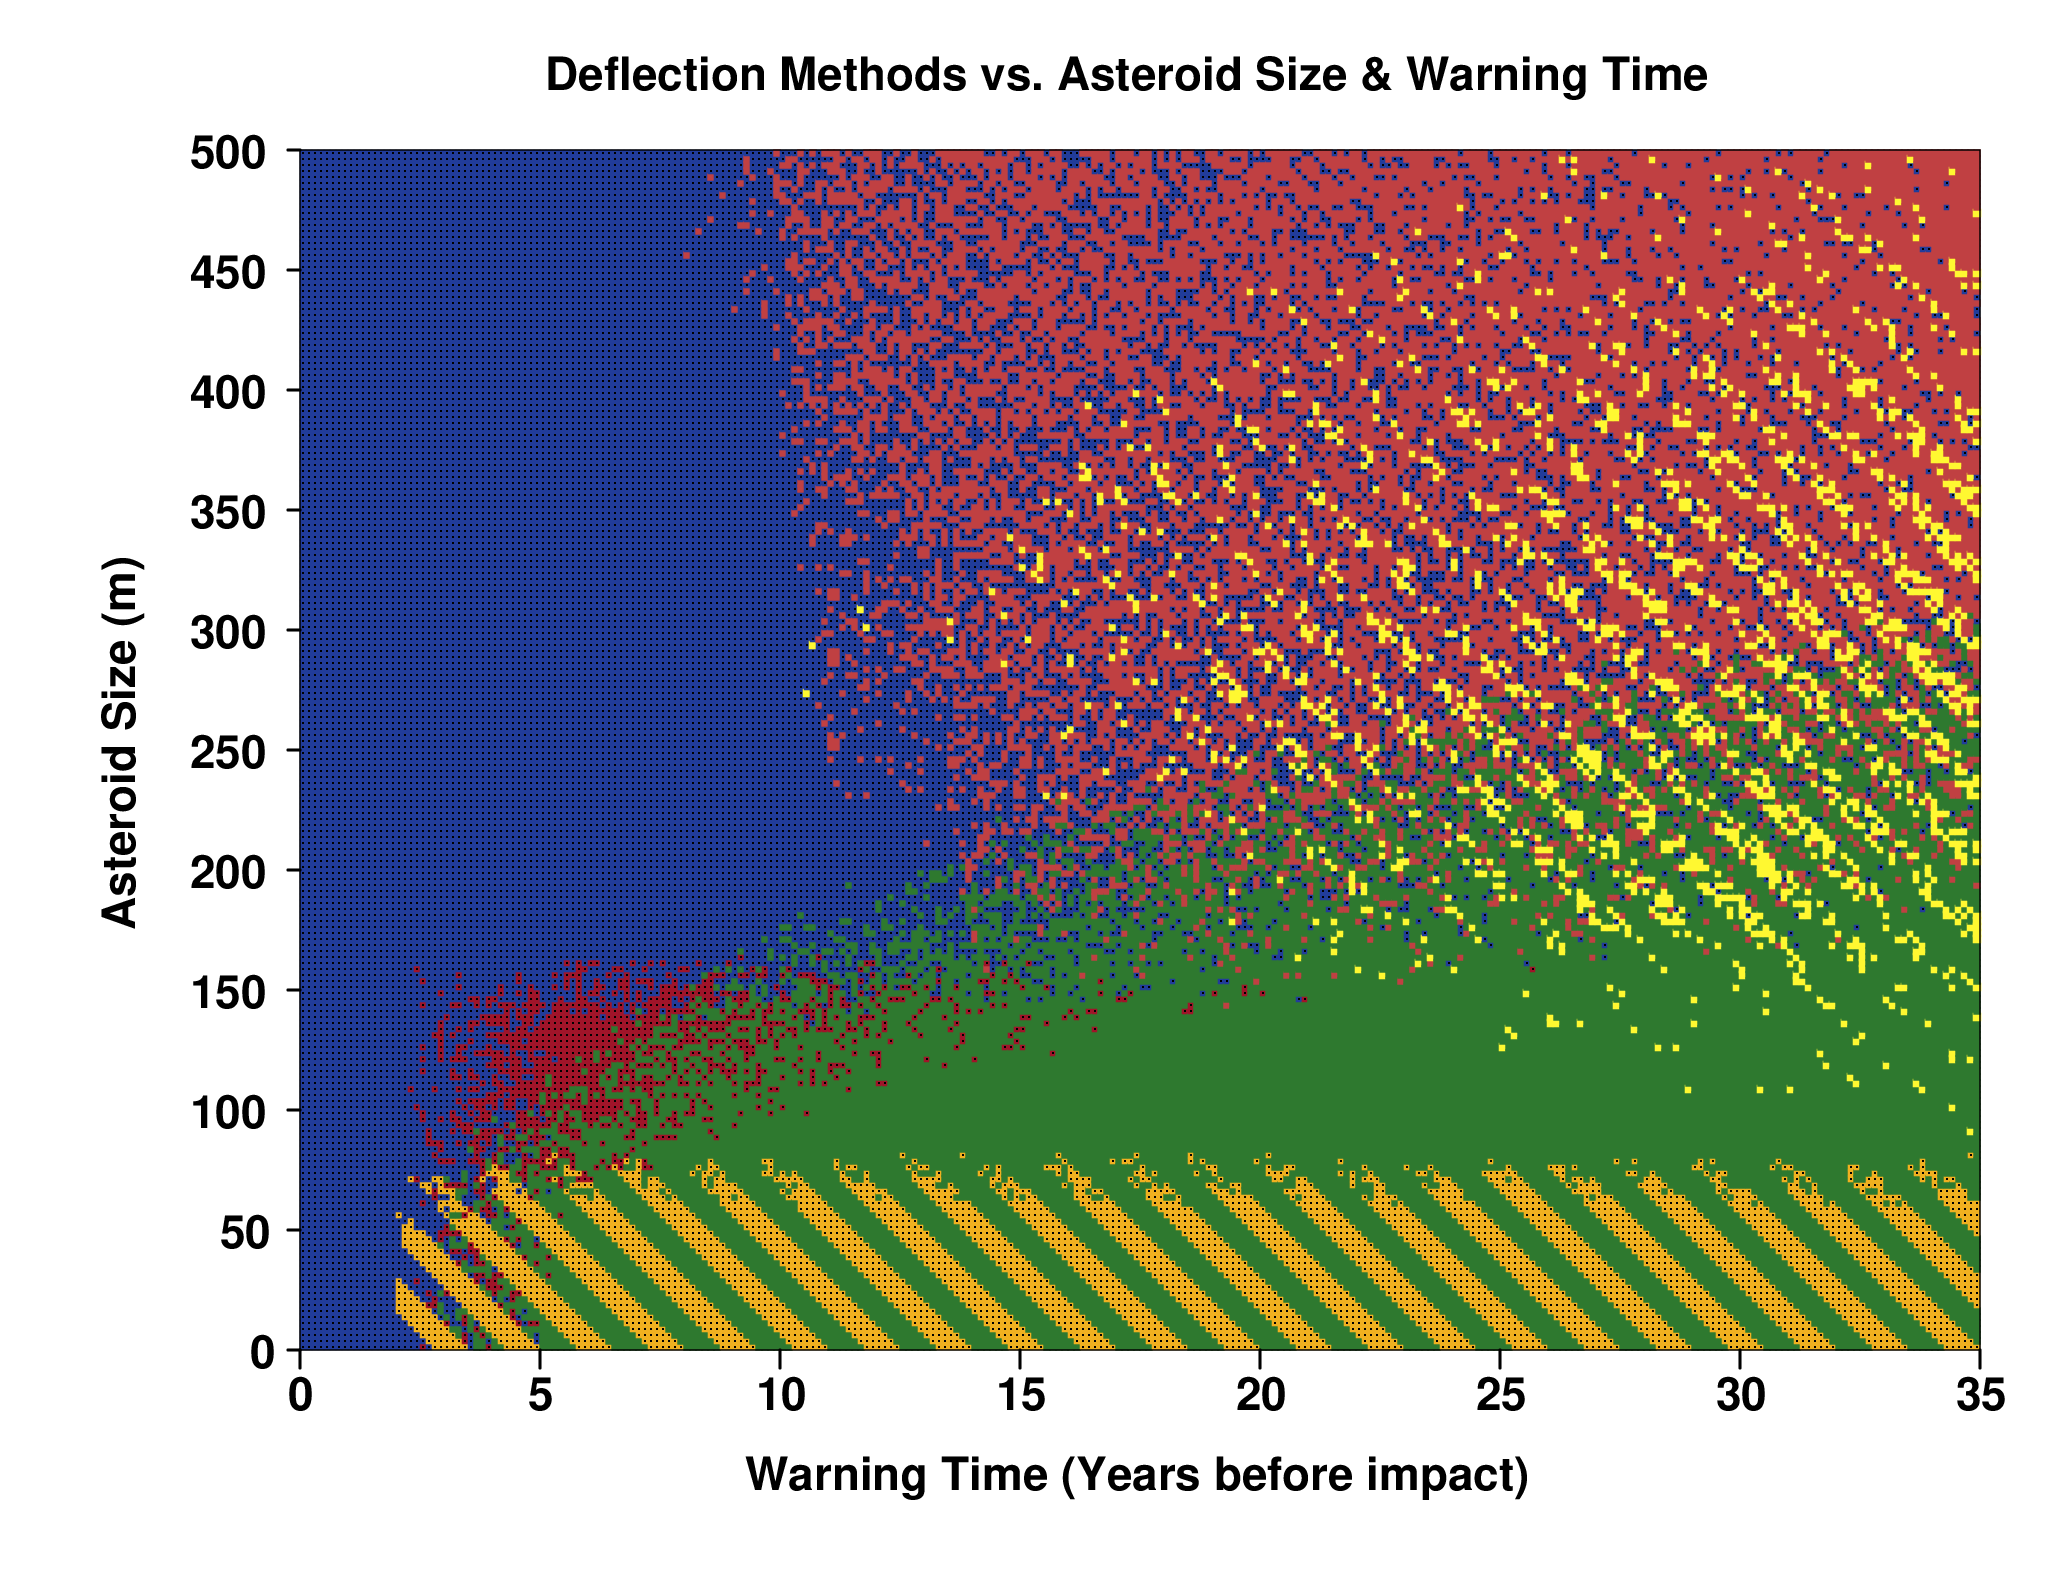 Deflection Methods vs. Asteroid Size & Warning Time
500
450
400
350
300
250
200
150
100
50
0
Asteroid Size (m)
0 5 10 15 20 25 30 35
Warning Time (Years before impact)